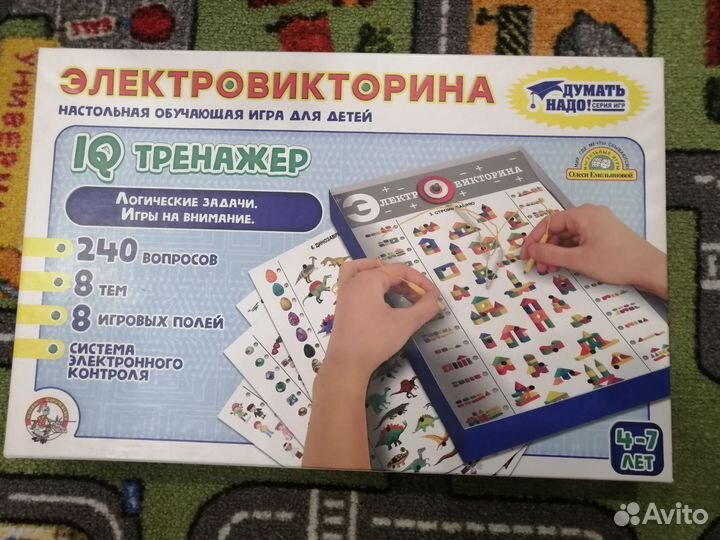 ЭЛЕКТРОВИКТОРИНА
НАСТОЛЬНАЯ ОБУЧАЮЩАЯ ИГРА ДЛЯ ДЕТЕЙ
ДУМАТЬ
НАДО!
СЕРИЯ ИГР
IQ ТРЕНАЖЕР
Олеси Емельяновой
Логические задачи.
Игры на внимание.
ЭЛЕКТРОВИКТОРИНА
240 ВОПРОСОВ
8 ТЕМ
8 ИГРОВЫХ ПОЛЕЙ
СИСТЕМА
ЭЛЕКТРОННОГО
КОНТРОЛЯ
4-7
ЛЕТ
УНИВЕР
Avito